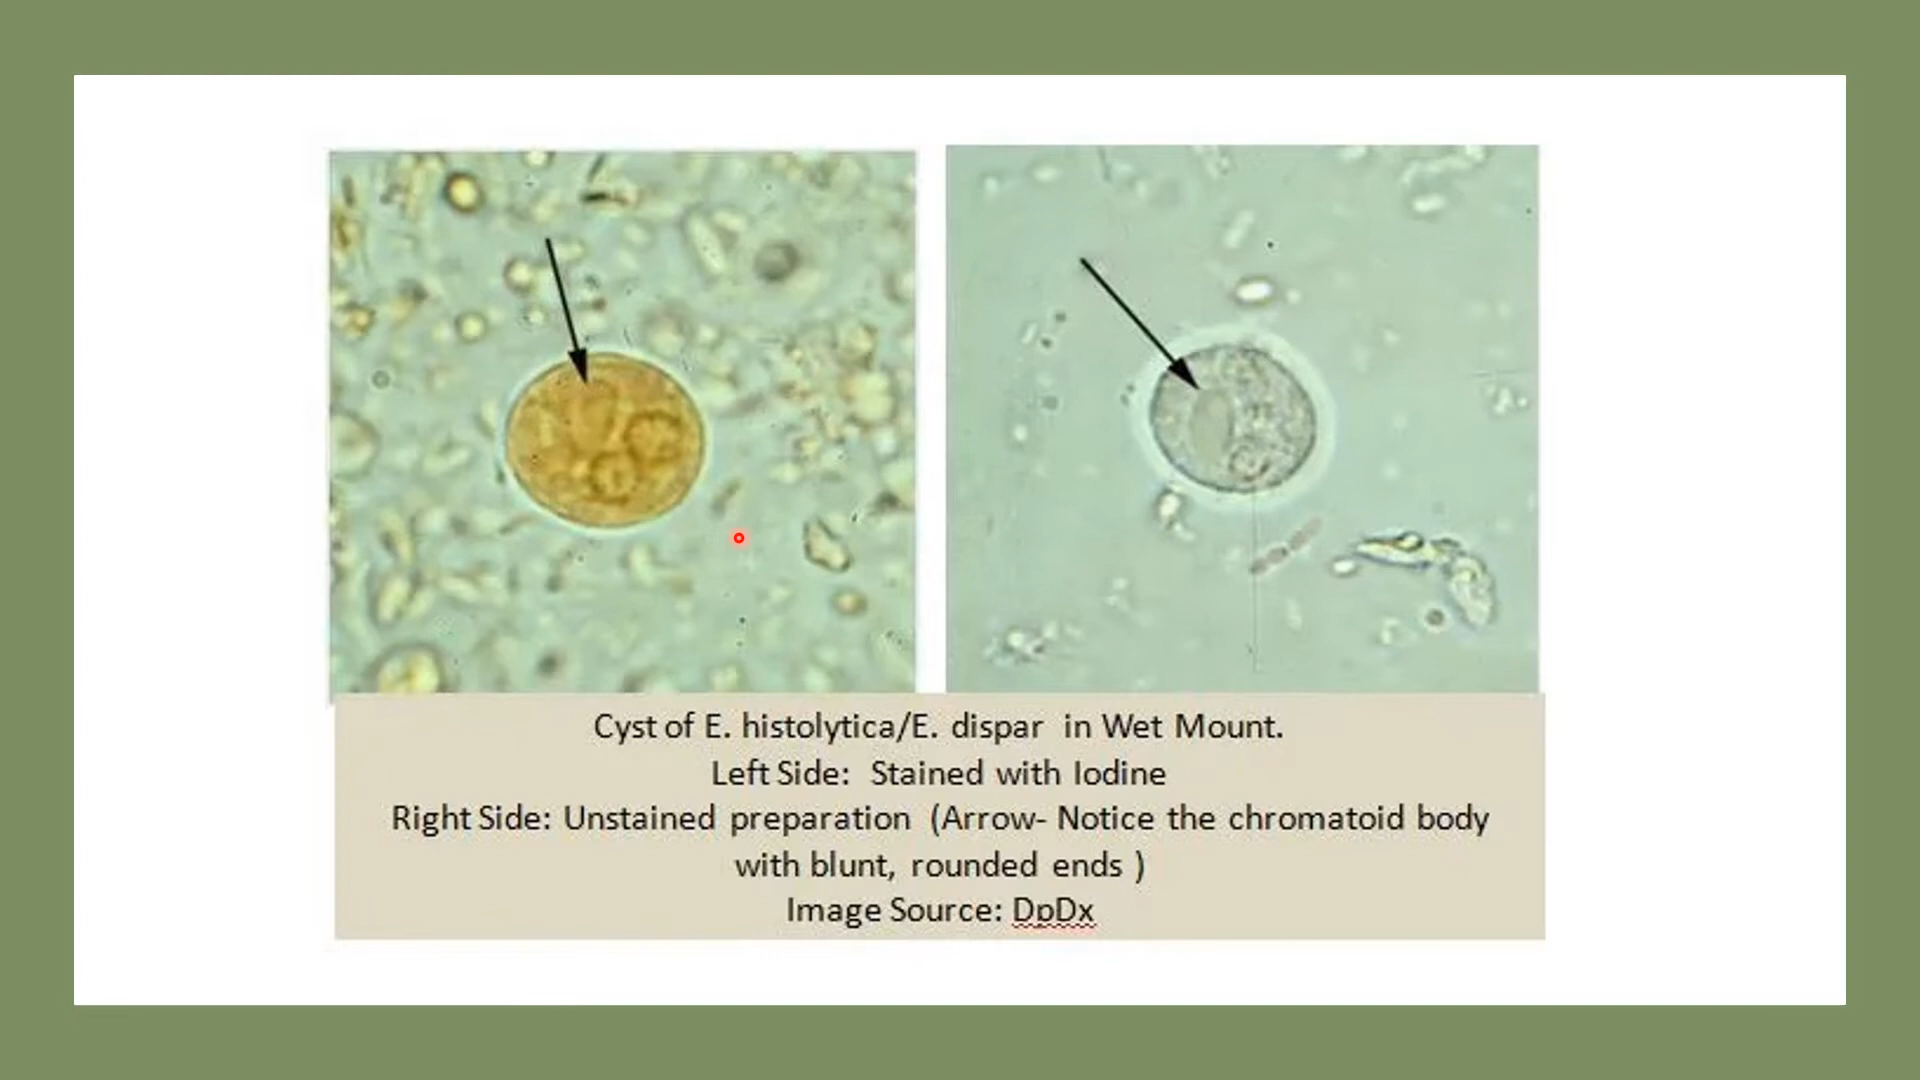 Cyst of E. histolytica/E. dispar in Wet Mount.
Left Side: Stained with Iodine
Right Side: Unstained preparation (Arrow- Notice the chromatoid body
with blunt, rounded ends )
Image Source: DpDx